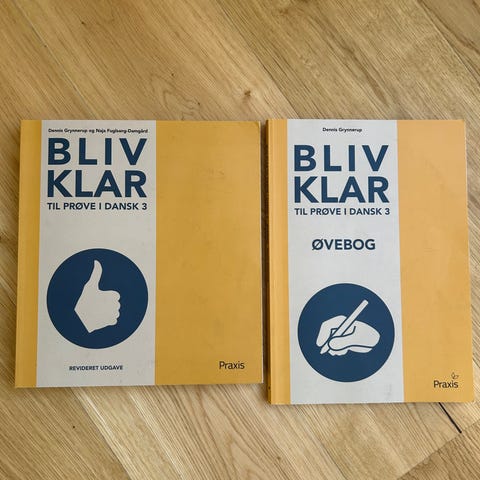 Dennis Grynnerup og Naja Fuglsang-Damgård
BLIV
KLAR
TIL PRØVE I DANSK 3
REVIDERET UDGAVE
Praxis
Dennis Grynnerup
BLIV
KLAR
TIL PRØVE I DANSK 3
ØVEBOG
Praxis